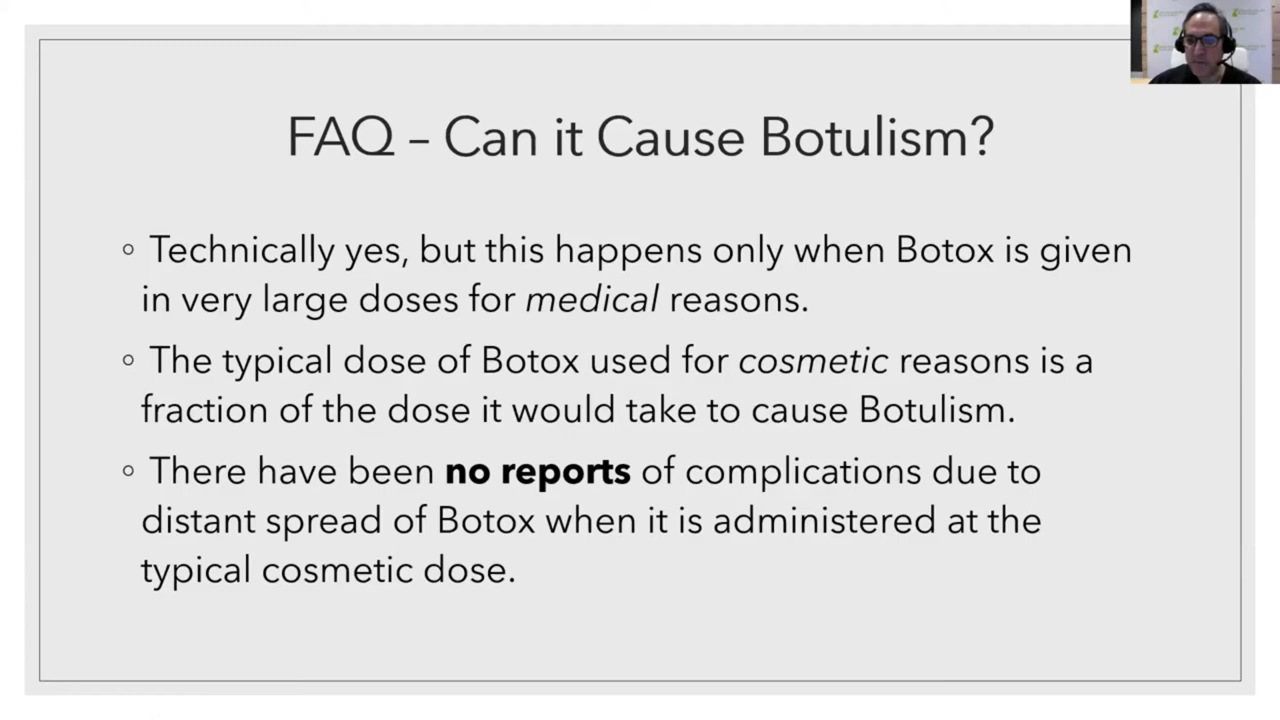 FAQ – Can it Cause Botulism?
◦ Technically yes, but this happens only when Botox is given
in very large doses for medical reasons.
◦ The typical dose of Botox used for cosmetic reasons is a
fraction of the dose it would take to cause Botulism.
◦ There have been no reports of complications due to
distant spread of Botox when it is administered at the
typical cosmetic dose.